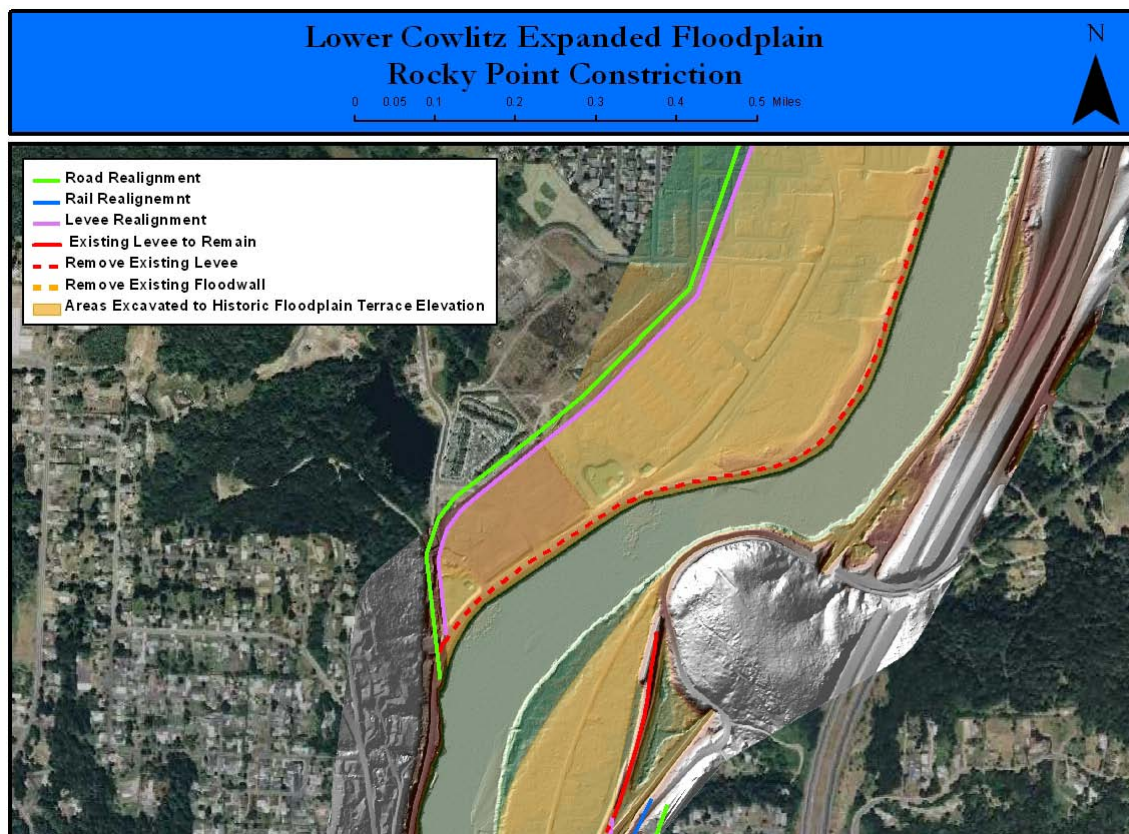 Lower Cowlitz Expanded Floodplain
Rocky Point Constriction
N
0 0.05 0.1 0.2 0.3 0.4 0.5 Miles
Road Realignment
Rail Realignemnt
Levee Realignment
Existing Levee to Remain
Remove Existing Levee
Remove Existing Floodwall
Areas Excavated to Historic Floodplain Terrace Elevation